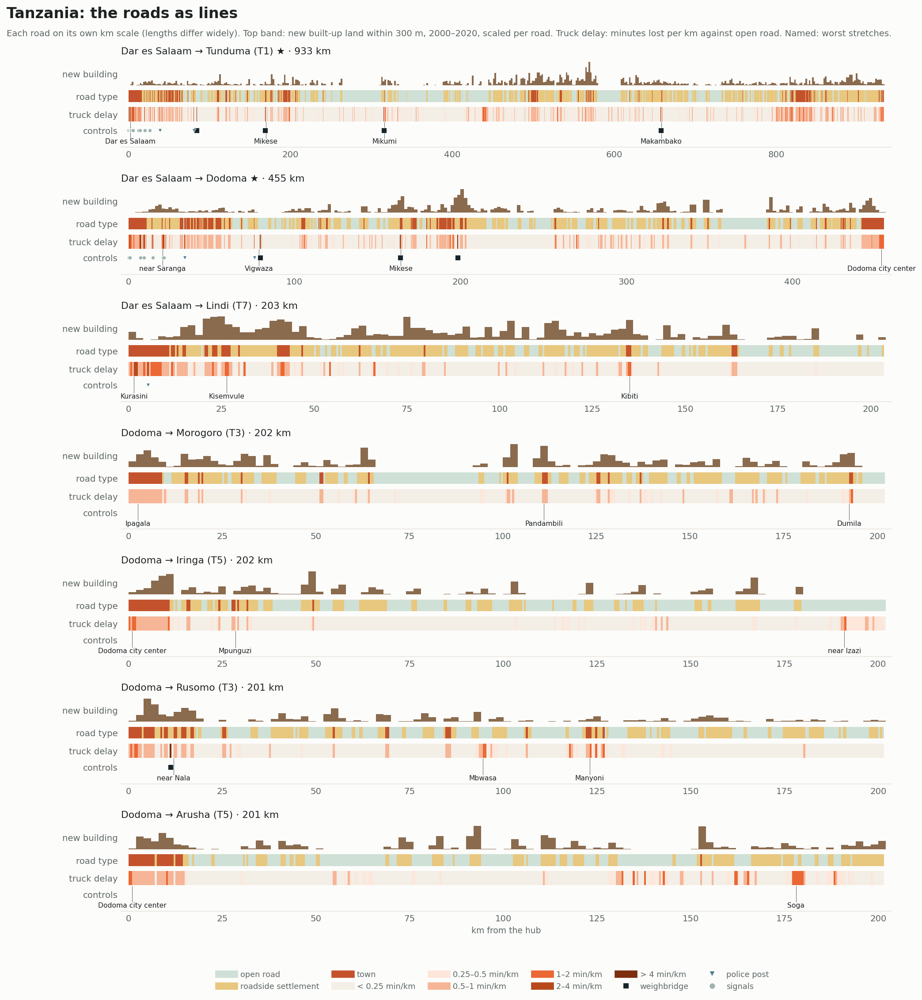 Tanzania: the roads as lines
Each road on its own km scale (lengths differ widely). Top band: new built-up land within 300 m, 2000–2020, scaled per road. Truck delay: minutes lost per km against open road. Named: worst stretches.
Dar es Salaam → Tunduma (T1) ★ · 933 km
new building
road type
truck delay
controls
Dar es Salaam Mikese Mikumi Makambako
0 200 400 600 800
Dar es Salaam → Dodoma ★ · 455 km
new building
road type
truck delay
controls
near Saranga Vigwaza Mikese Dodoma city center
0 100 200 300 400
Dar es Salaam → Lindi (T7) · 203 km
new building
road type
truck delay
controls
Kurasini Kisemvule Kibiti
0 25 50 75 100 125 150 175 200
Dodoma → Morogoro (T3) · 202 km
new building
road type
truck delay
controls
Ipagala Pandambili Dumila
0 25 50 75 100 125 150 175 200
Dodoma → Iringa (T5) · 202 km
new building
road type
truck delay
controls
Dodoma city center Mpunguzi near Izazi
0 25 50 75 100 125 150 175 200
Dodoma → Rusomo (T3) · 201 km
new building
road type
truck delay
controls
near Nala Mbwasa Manyoni
0 25 50 75 100 125 150 175 200
Dodoma → Arusha (T5) · 201 km
new building
road type
truck delay
controls
Dodoma city center Soga
0 25 50 75 100 125 150 175 200
km from the hub
open road town 0.25–0.5 min/km 1–2 min/km > 4 min/km police post
roadside settlement < 0.25 min/km 0.5–1 min/km 2–4 min/km weighbridge signals